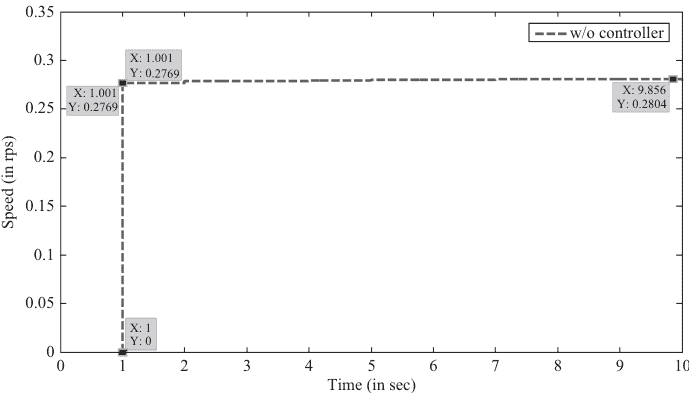 0.35
w/o controller
0.3
X: 1.001
Y: 0.2769
X: 1.001
Y: 0.2769
X: 9.856
Y: 0.2804
0.25
0.2
Speed (in rps)
0.15
0.1
0.05
X: 1
Y: 0
0
0
1
2
3
4
5
6
7
8
9
10
Time (in sec)